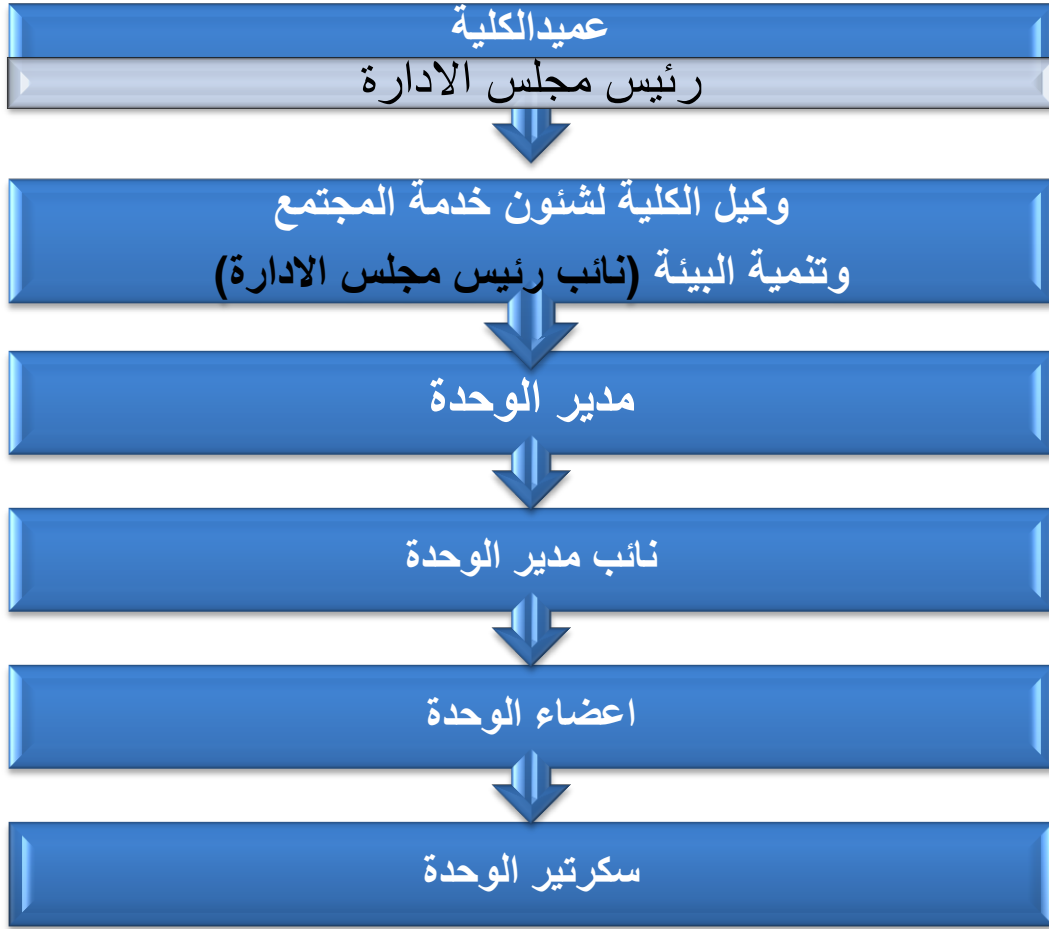 عميدالكلية
رئيس مجلس الادارة
وكيل الكلية لشئون خدمة المجتمع
وتنمية البيئة (نائب رئيس مجلس الادارة)
مدير الوحدة
نائب مدير الوحدة
اعضاء الوحدة
سكرتير الوحدة